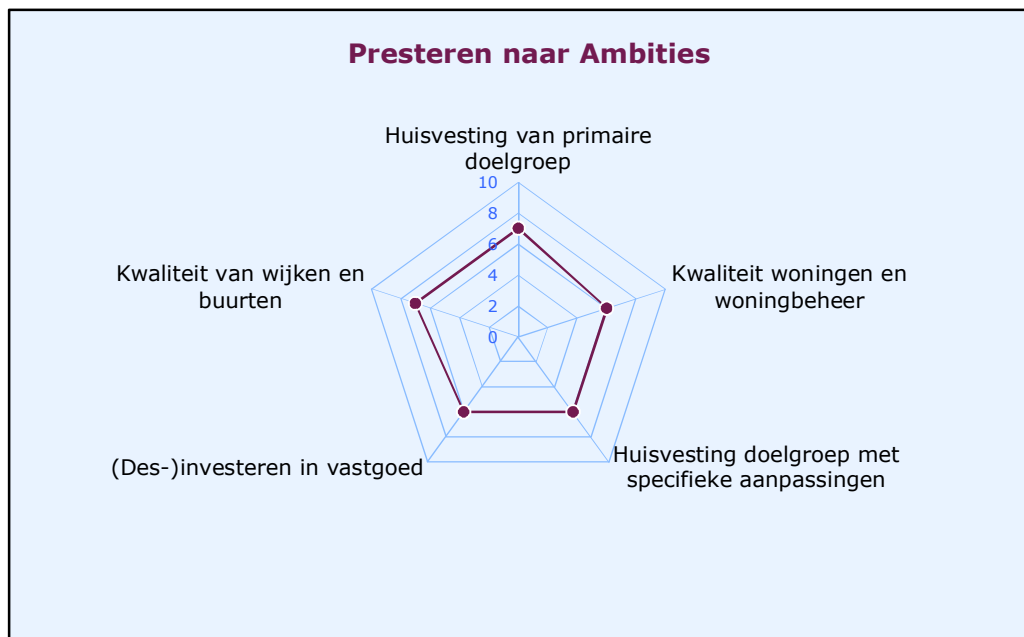 Presteren naar Ambities
Huisvesting van primaire
doelgroep
10
8
6
4
2
0
Kwaliteit van wijken en
buurten
Kwaliteit woningen en
woningbeheer
(Des-)investeren in vastgoed
Huisvesting doelgroep met
specifieke aanpassingen